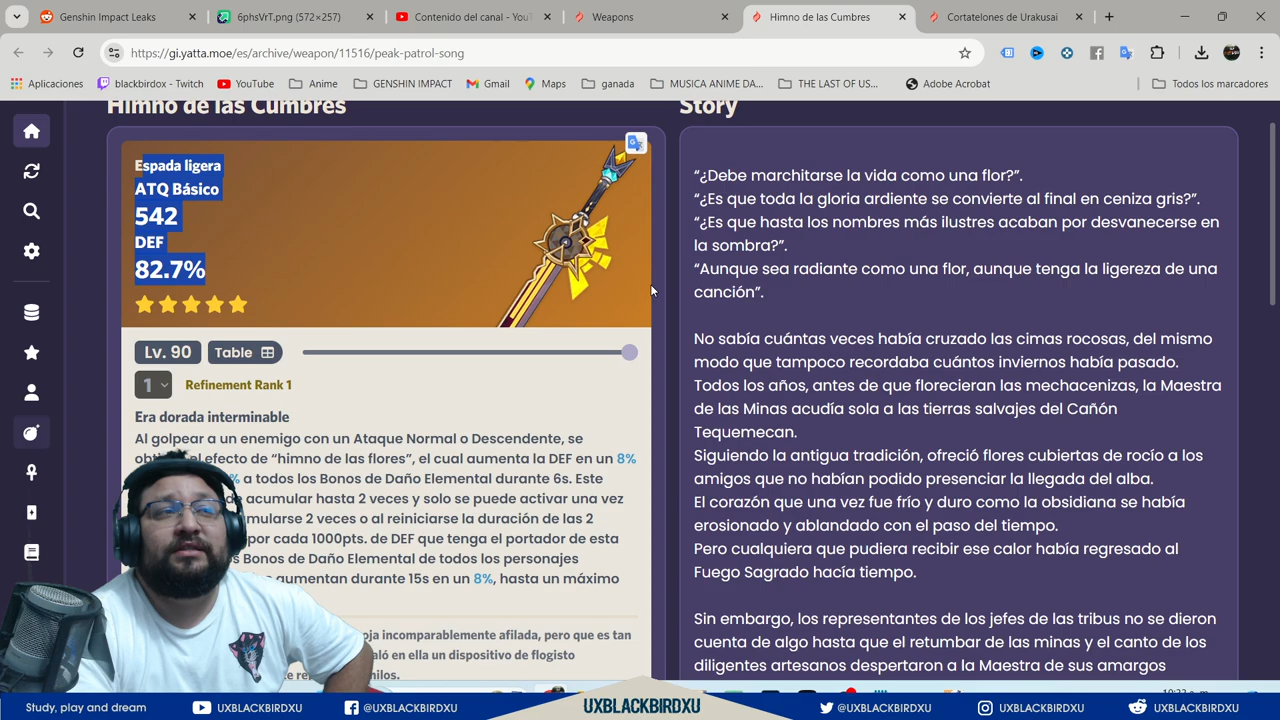 Genshin Impact Leaks
6phsVrT.png (572×257)
Contenido del canal - You
Weapons
Himno de las Cumbres
Cortatelones de Urakusai
https://gi.yatta.moe/es/archive/weapon/11516/peak-patrol-song
Aplicaciones
blackbirdox - Twitch
YouTube
Anime
GENSHIN IMPACT
Gmail
Maps
ganada
MUSICA ANIME DA...
THE LAST OF US...
Adobe Acrobat
Todos los marcadores
Himno de las Cumbres
Espada ligera
ATQ Básico
542
DEF
82.7%
Lv. 90
Table
1
Refinement Rank 1
Era dorada interminable
Al golpear a un enemigo con un Ataque Normal o Descendente, se
el efecto de “himno de las flores”, el cual aumenta la DEF en un 8%
% a todos los Bonos de Daño Elemental durante 6s. Este
acumular hasta 2 veces y solo se puede activar una vez
mularse 2 veces o al reiniciarse la duración de las 2
por cada 1000pts. de DEF que tenga el portador de esta
s Bonos de Daño Elemental de todos los personajes
aumentan durante 15s en un 8%, hasta un máximo
oja incomparablemente afilada, pero que es tan
aló en ella un dispositivo de flogisto
hilos.
Story
“¿Debe marchitarse la vida como una flor?”.
“¿Es que toda la gloria ardiente se convierte al final en ceniza gris?”.
“¿Es que hasta los nombres más ilustres acaban por desvanecerse en
la sombra?”.
“Aunque sea radiante como una flor, aunque tenga la ligereza de una
canción”.
No sabía cuántas veces había cruzado las cimas rocosas, del mismo
modo que tampoco recordaba cuántos inviernos había pasado.
Todos los años, antes de que florecieran las mechacenizas, la Maestra
de las Minas acudía sola a las tierras salvajes del Cañón
Tequemecan.
Siguiendo la antigua tradición, ofreció flores cubiertas de rocío a los
amigos que no habían podido presenciar la llegada del alba.
El corazón que una vez fue frío y duro como la obsidiana se había
erosionado y ablandado con el paso del tiempo.
Pero cualquiera que pudiera recibir ese calor había regresado al
Fuego Sagrado hacía tiempo.
Sin embargo, los representantes de los jefes de las tribus no se dieron
cuenta de algo hasta que el retumbar de las minas y el canto de los
diligentes artesanos despertaron a la Maestra de sus amargos
Study, play and dream
UXBLACKBIRDXU
@UXBLACKBIRDXU
UXBLACKBIRDXU
@UXBLACKBIRDXU
UXBLACKBIRDXU
UXBLACKBIRDXU